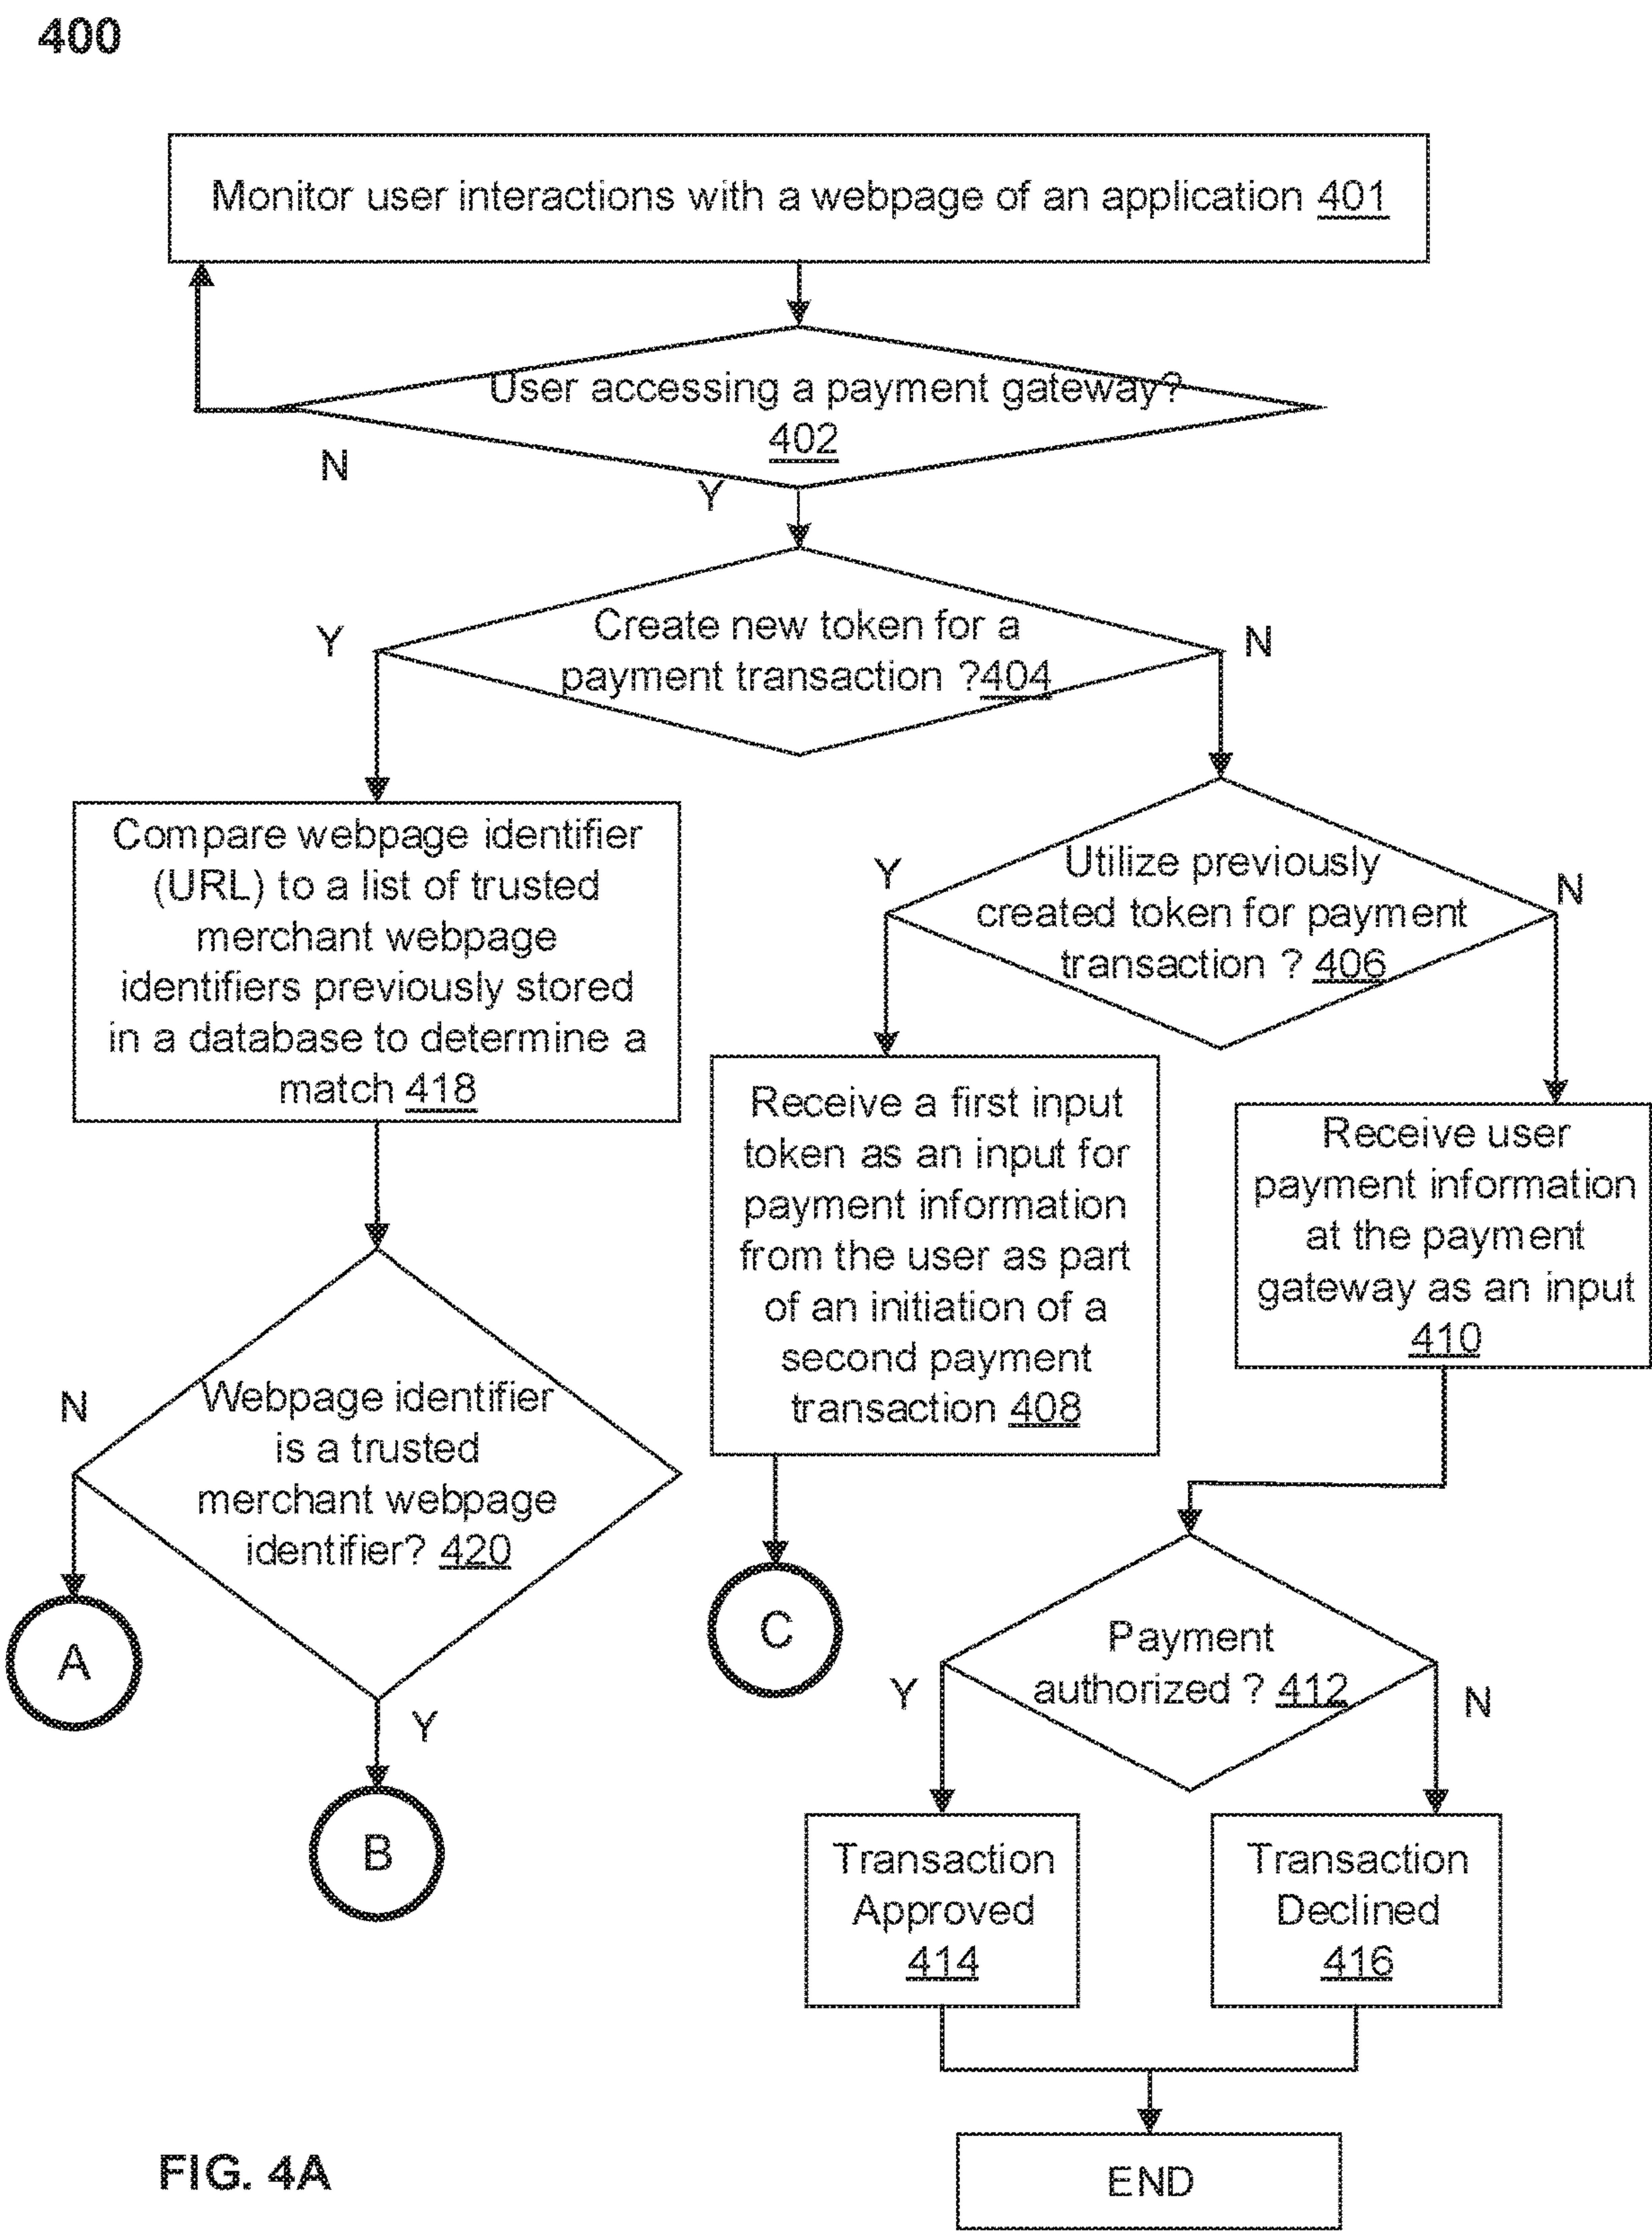 400
Monitor user interactions with a webpage of an application 401
User accessing a payment gateway?
402
N
Y
Create new token for a
payment transaction ?404
Y
N
Compare webpage identifier
(URL) to a list of trusted
merchant webpage
identifiers previously stored
in a database to determine a
match 418
Utilize previously
created token for payment
transaction ? 406
Y
N
Receive a first input
token as an input for
payment information
from the user as part
of an initiation of a
second payment
transaction 408
Receive user
payment information
at the payment
gateway as an input
410
Webpage identifier
is a trusted
merchant webpage
identifier? 420
N
Y
A
B
C
Payment
authorized ? 412
Y
N
Transaction
Approved
414
Transaction
Declined
416
END
FIG. 4A